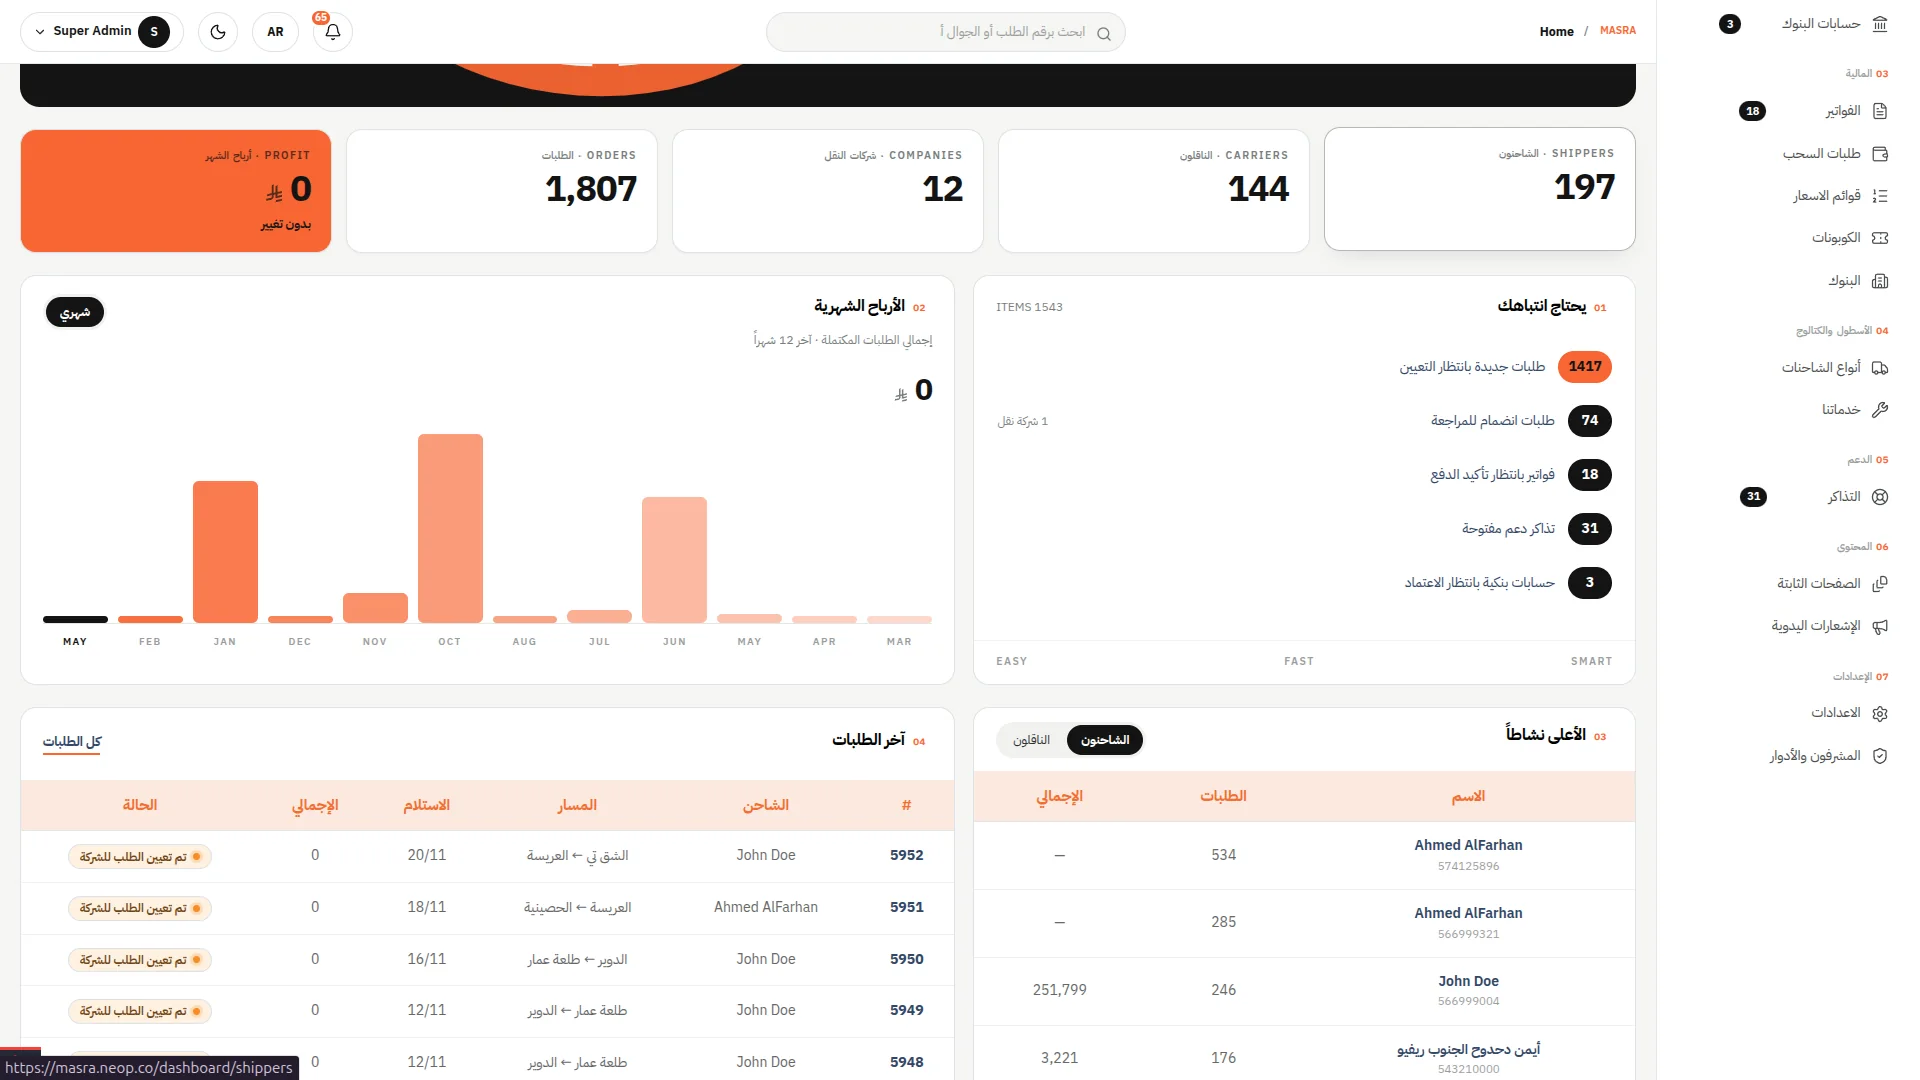 MASRA / Home
ابحث برقم الطلب أو الجوال أ
65
AR
S Super Admin
حسابات البنوك 3
03 المالية
الفواتير 18
طلبات السحب
قوائم الاسعار
الكوبونات
البنوك
04 الأسطول والكتالوج
أنواع الشاحنات
خدماتنا
05 الدعم
التذاكر 31
06 المحتوى
الصفحات الثابتة
الإشعارات اليدوية
07 الإعدادات
الاعدادات
المشرفون والأدوار
SHIPPERS · الشاحنون
197
CARRIERS · الناقلون
144
COMPANIES · شركات النقل
12
ORDERS · الطلبات
1,807
PROFIT · أرباح الشهر
0
بدون تغيير
01 يحتاج انتباهك
ITEMS 1543
1417 طلبات جديدة بانتظار التعيين
74 طلبات انضمام للمراجعة
1 شركة نقل
18 فواتير بانتظار تأكيد الدفع
31 تذاكر دعم مفتوحة
3 حسابات بنكية بانتظار الاعتماد
SMART FAST EASY
02 الأرباح الشهرية
شهري
إجمالي الطلبات المكتملة · آخر 12 شهراً
0
MAY FEB JAN DEC NOV OCT AUG JUL JUN MAY APR MAR
03 الأعلى نشاطاً
الشاحنون الناقلون
الاسم الطلبات الإجمالي
Ahmed AlFarhan 534 —
574125896
Ahmed AlFarhan 285 —
566999321
John Doe 246 251,799
566999004
أيمن دحدوح الجنوب ريفيو 176 3,221
543210000
04 آخر الطلبات
كل الطلبات
# الشاحن المسار الاستلام الإجمالي الحالة
5952 John Doe الشق تي ← العريسة 20/11 0 تم تعيين الطلب للشركة
5951 Ahmed AlFarhan العريسة ← الحصينية 18/11 0 تم تعيين الطلب للشركة
5950 John Doe الدوير ← طلعة عمار 16/11 0 تم تعيين الطلب للشركة
5949 John Doe طلعة عمار ← الدوير 12/11 0 تم تعيين الطلب للشركة
5948 John Doe طلعة عمار ← الدوير 12/11 0
https://masra.neop.co/dashboard/shippers